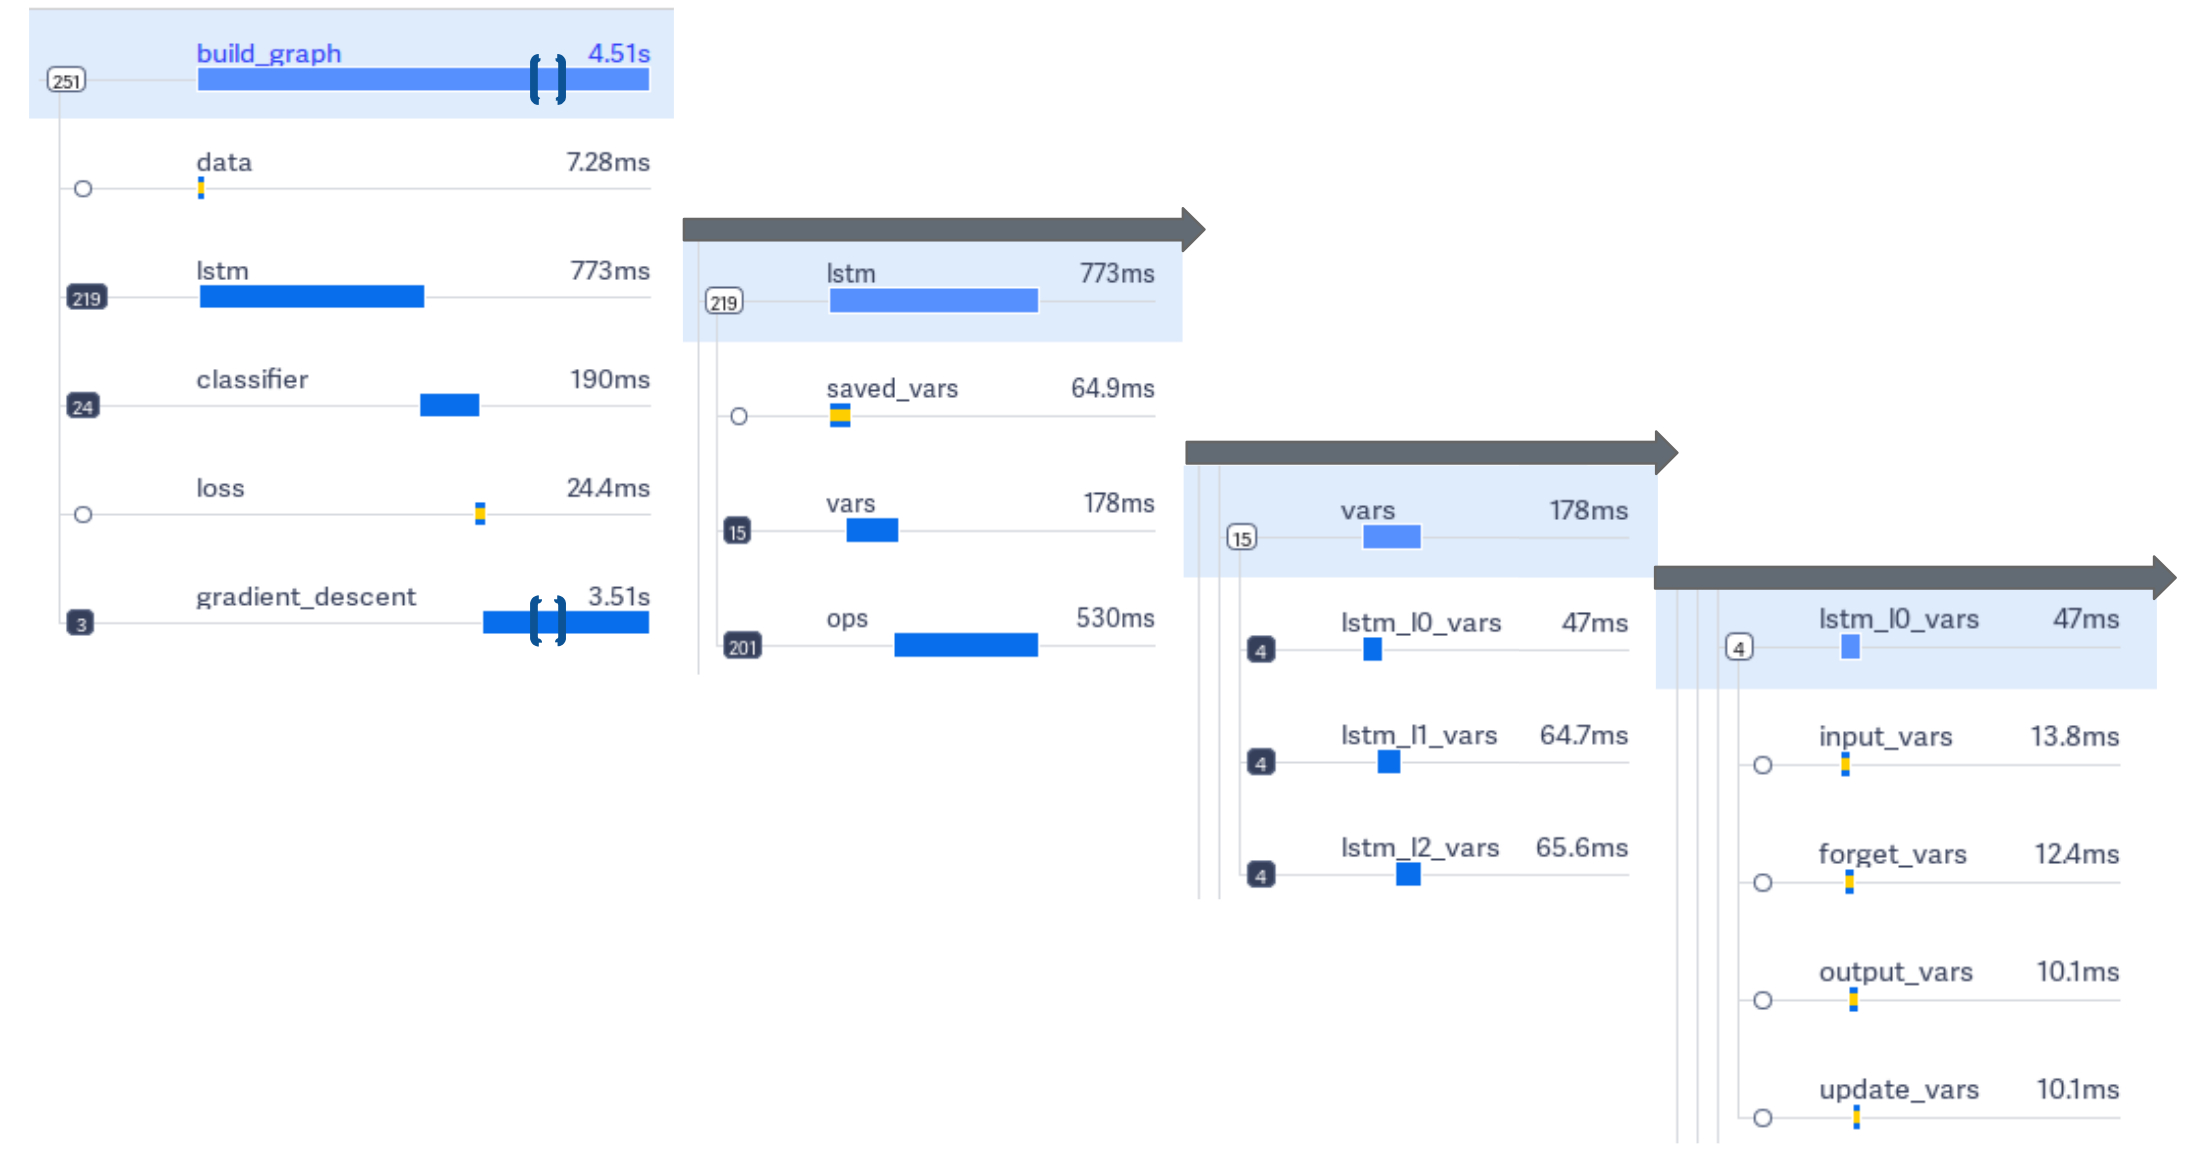 build_graph 4.51s
251
data 7.28ms
lstm 773ms
219
classifier 190ms
24
loss 24.4ms
gradient_descent 3.51s
3
lstm 773ms
219
saved_vars 64.9ms
vars 178ms
15
ops 530ms
201
vars 178ms
15
lstm_l0_vars 47ms
4
lstm_l1_vars 64.7ms
4
lstm_l2_vars 65.6ms
4
lstm_l0_vars 47ms
4
input_vars 13.8ms
forget_vars 12.4ms
output_vars 10.1ms
update_vars 10.1ms